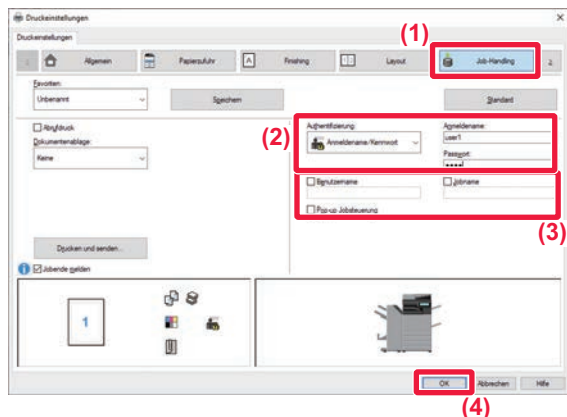 Druckeinstellungen
Druckeinstellungen
(1)
Allgemein
Papierzufuhr
A
Finishing
Layout
Job-Handling
2
Favoriten:
Unbenannt
Speichern
Standard
(2)
Abrufdruck
Dokumentenablage:
Keine
Authentifizierung:
Anmeldename/Kennwort
Anmeldename:
user1
Passwort:
••••
Benutzername
Jobname
Pop-up Jobsteuerung
(3)
Drucken und senden...
Jobende melden
1
OK
Abbrechen
Hilfe
(4)